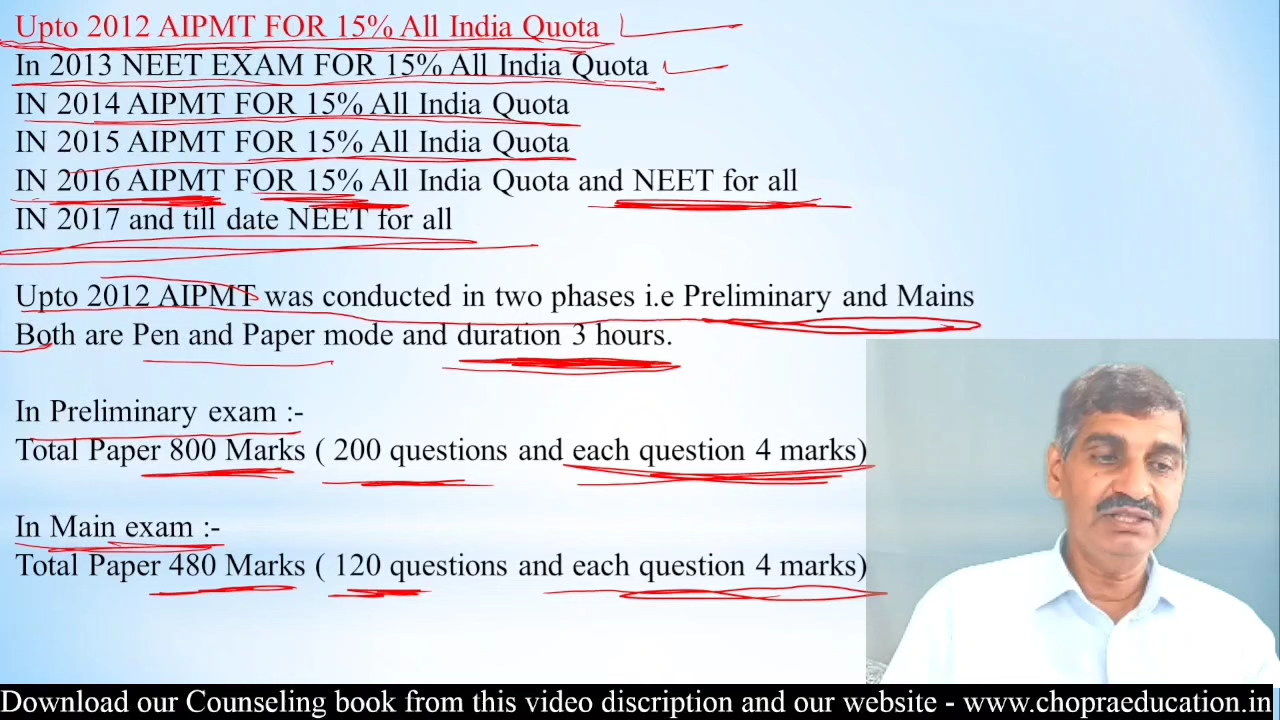 Upto 2012 AIPMT FOR 15% All India Quota
In 2013 NEET EXAM FOR 15% All India Quota
IN 2014 AIPMT FOR 15% All India Quota
IN 2015 AIPMT FOR 15% All India Quota
IN 2016 AIPMT FOR 15% All India Quota and NEET for all
IN 2017 and till date NEET for all
Upto 2012 AIPMT was conducted in two phases i.e Preliminary and Mains
Both are Pen and Paper mode and duration 3 hours.
In Preliminary exam :-
Total Paper 800 Marks ( 200 questions and each question 4 marks)
In Main exam :-
Total Paper 480 Marks ( 120 questions and each question 4 marks)
Download our Counseling book from this video discription and our website - www.chopraeducation.in